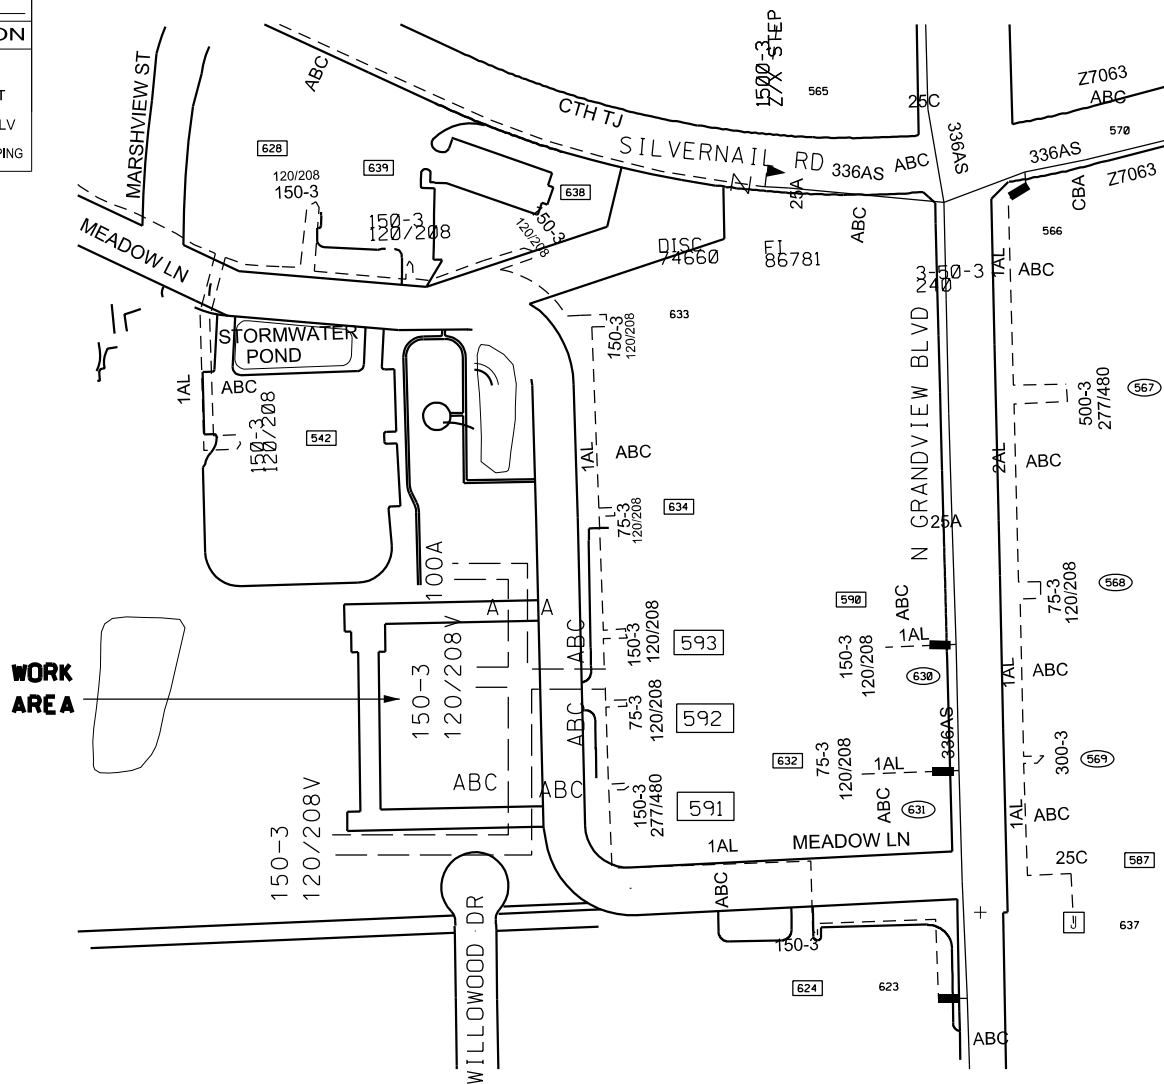 ON
T
LV
PING
MARSHVIEW ST
ABC
CTH TJ
1500-3
Z/X STEP
565
25C
Z7063
ABC
570
336AS
336AS
SILVERNAIL RD
336AS
ABC
Z7063
CBA
628
639
638
120/208
150-3
150-3
120/208
150-3
120/208
N
25A
ABC
566
MEADOW LN
DISC
74660
FI
86781
3-50-3
240
1AL
ABC
633
STORMWATER
POND
150-3
120/208
N GRANDVIEW BLVD
1AL
ABC
150-3
120/208
542
500-3
277/480
567
1AL
ABC
2AL
ABC
75-3
120/208
634
25A
100A
A
A
75-3
120/208
568
590
ABC
ABC
150-3
120/208
593
150-3
120/208
1AL
630
1AL
ABC
WORK
AREA
150-3
120/208V
75-3
120/208
592
ABC
336AS
632
75-3
120/208
1AL
300-3
569
ABC
ABC
150-3
277/480
591
ABC
631
1AL
ABC
150-3
120/208V
1AL
MEADOW LN
25C
587
ABC
WILLOWOOD DR
637
150-3
624
623
ABC